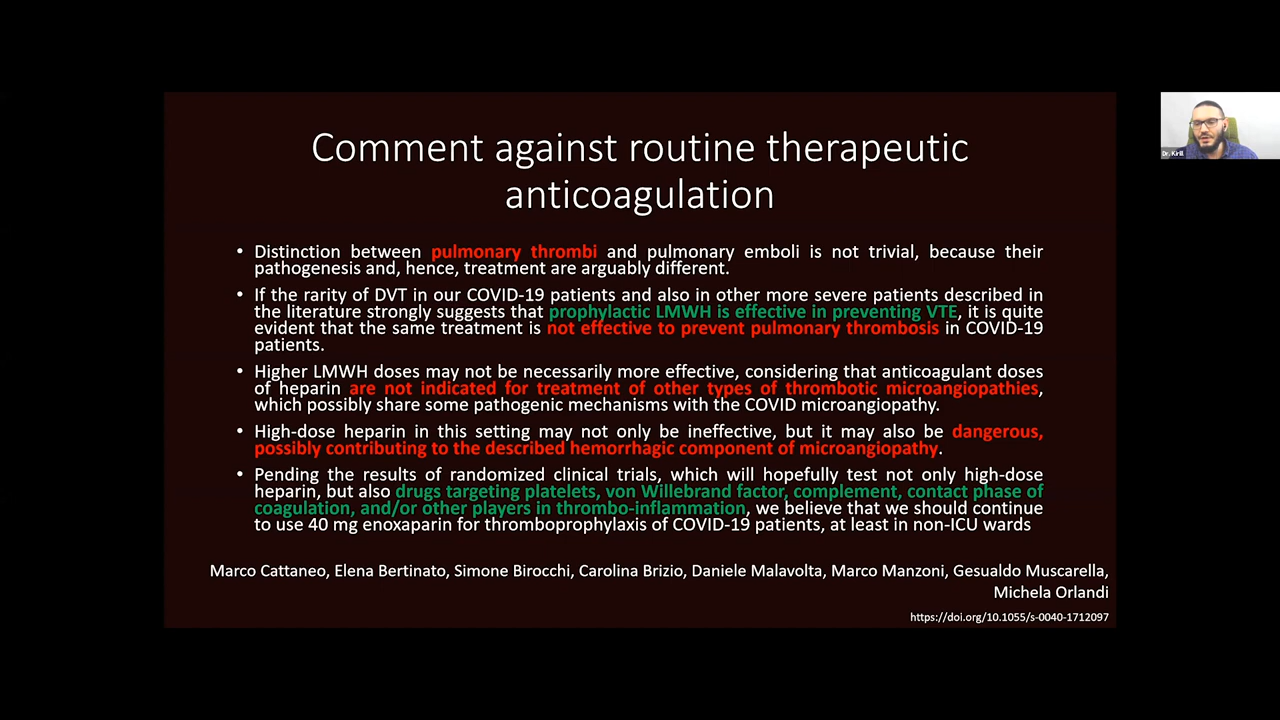 Comment against routine therapeutic
anticoagulation
• Distinction between pulmonary thrombi and pulmonary emboli is not trivial, because their
pathogenesis and, hence, treatment are arguably different.
• If the rarity of DVT in our COVID-19 patients and also in other more severe patients described in
the literature strongly suggests that prophylactic LMWH is effective in preventing VTE, it is quite
evident that the same treatment is not effective to prevent pulmonary thrombosis in COVID-19
patients.
• Higher LMWH doses may not be necessarily more effective, considering that anticoagulant doses
of heparin are not indicated for treatment of other types of thrombotic microangiopathies,
which possibly share some pathogenic mechanisms with the COVID microangiopathy.
• High-dose heparin in this setting may not only be ineffective, but it may also be dangerous,
possibly contributing to the described hemorrhagic component of microangiopathy.
• Pending the results of randomized clinical trials, which will hopefully test not only high-dose
heparin, but also drugs targeting platelets, von Willebrand factor, complement, contact phase of
coagulation, and/or other players in thrombo-inflammation, we believe that we should continue
to use 40 mg enoxaparin for thromboprophylaxis of COVID-19 patients, at least in non-ICU wards
Marco Cattaneo, Elena Bertinato, Simone Birocchi, Carolina Brizio, Daniele Malavolta, Marco Manzoni, Gesualdo Muscarella,
Michela Orlandi
https://doi.org/10.1055/s-0040-1712097
Dr. Kirill